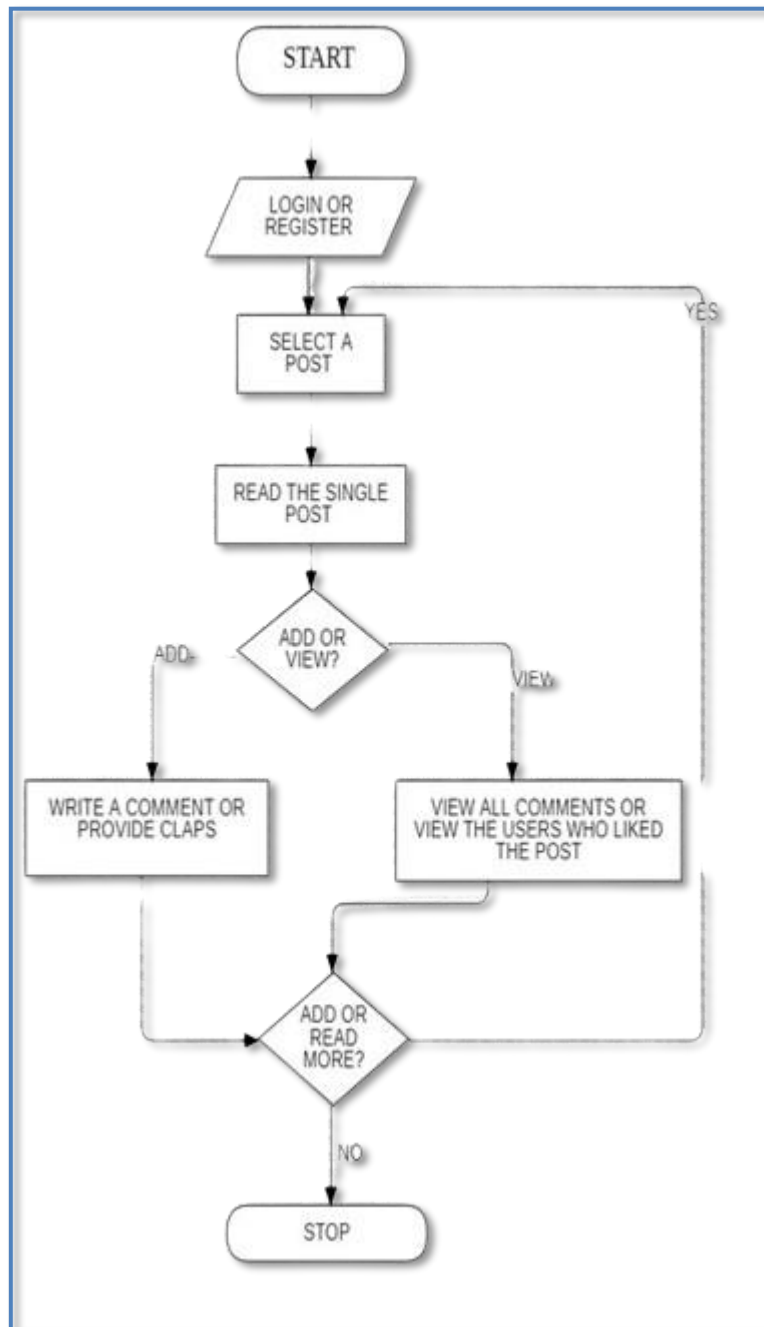 START
LOGIN OR
REGISTER
YES
SELECT A
POST
READ THE SINGLE
POST
ADD OR
VIEW?
ADD-
VIEW
WRITE A COMMENT OR
PROVIDE CLAPS
VIEW ALL COMMENTS OR
VIEW THE USERS WHO LIKED
THE POST
ADD OR
READ
MORE?
NO
STOP